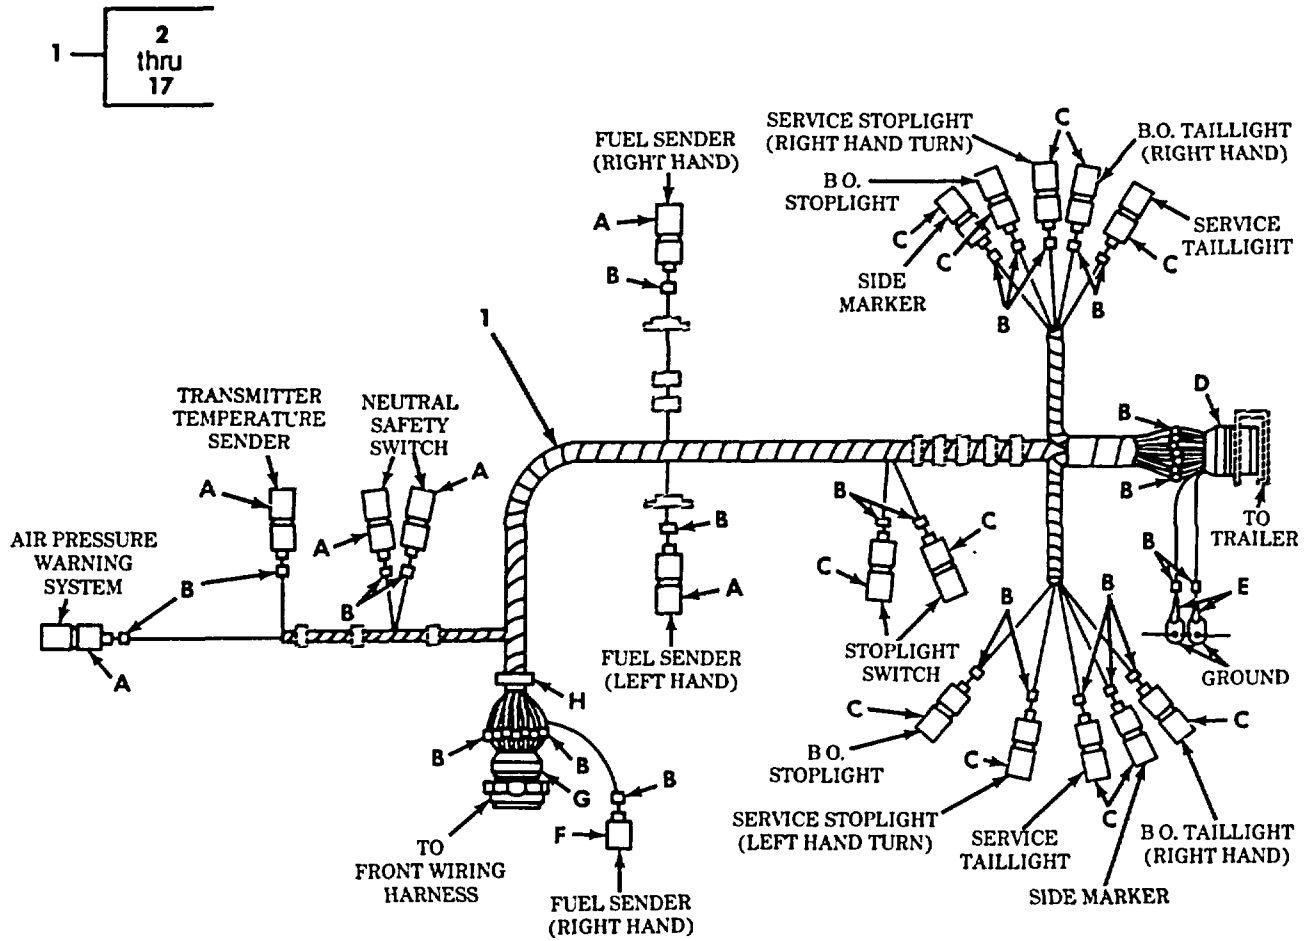 1
2
thru
17
SERVICE STOPLIGHT
(RIGHT HAND TURN)
C
B.O. TAILLIGHT
(RIGHT HAND)
FUEL SENDER
(RIGHT HAND)
B O.
STOPLIGHT
A
C
C
SERVICE
TAILLIGHT
C
B
SIDE
MARKER
B
B
1
TRANSMITTER
TEMPERATURE
SENDER
NEUTRAL
SAFETY
SWITCH
D
B
A
A
B
B
TO
TRAILER
AIR PRESSURE
WARNING
SYSTEM
A
B
C
B
C
B
B
B
B
E
A
B
A
FUEL SENDER
(LEFT HAND)
STOPLIGHT
SWITCH
GROUND
H
C
C
B
B
B O.
STOPLIGHT
C
G
B
C
F
SERVICE STOPLIGHT
(LEFT HAND TURN)
SERVICE
TAILLIGHT
B O. TAILLIGHT
(RIGHT HAND)
TO
FRONT WIRING
HARNESS
SIDE MARKER
FUEL SENDER
(RIGHT HAND)